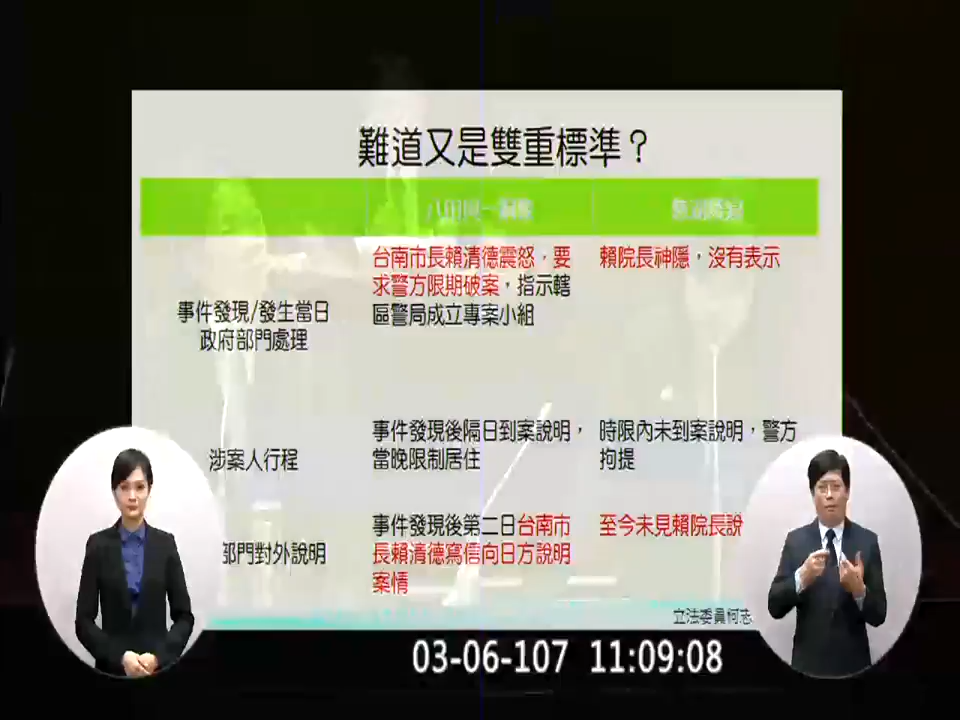 難道又是雙重標準？
事件發現/發生當日
政府部門處理
台南市長賴清德震怒，要
求警方限期破案，指示轄
區警局成立專案小組
賴院長神隱，沒有表示
涉案人行程
事件發現後隔日到案說明，
當晚限制居住
時限內未到案說明，警方
拘提
部門對外說明
事件發現後第二日台南市
長賴清德寫信向日方說明
案情
至今未見賴院長說
立法委員柯志
03-06-107 11:09:08